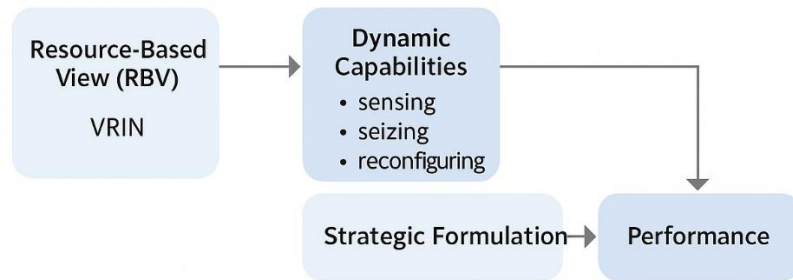 Resource-Based
View (RBV)
VRIN
Dynamic
Capabilities
• sensing
• seizing
• reconfiguring
Strategic Formulation
Performance